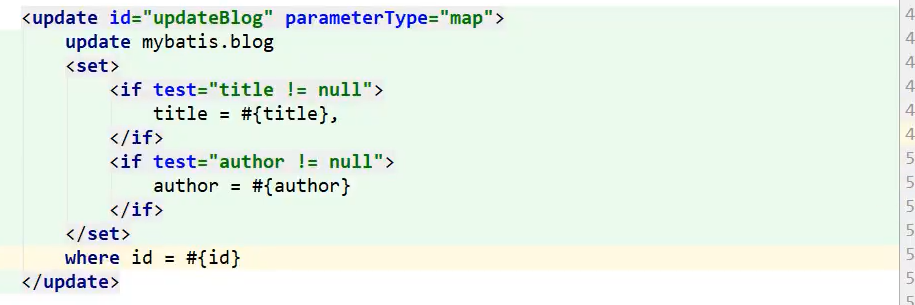 <update id="updateBlog" parameterType="map">
    update mybatis.blog
    <set>
        <if test="title != null">
            title = #{title},
        </if>
        <if test="author != null">
            author = #{author}
        </if>
    </set>
    where id = #{id}
</update>